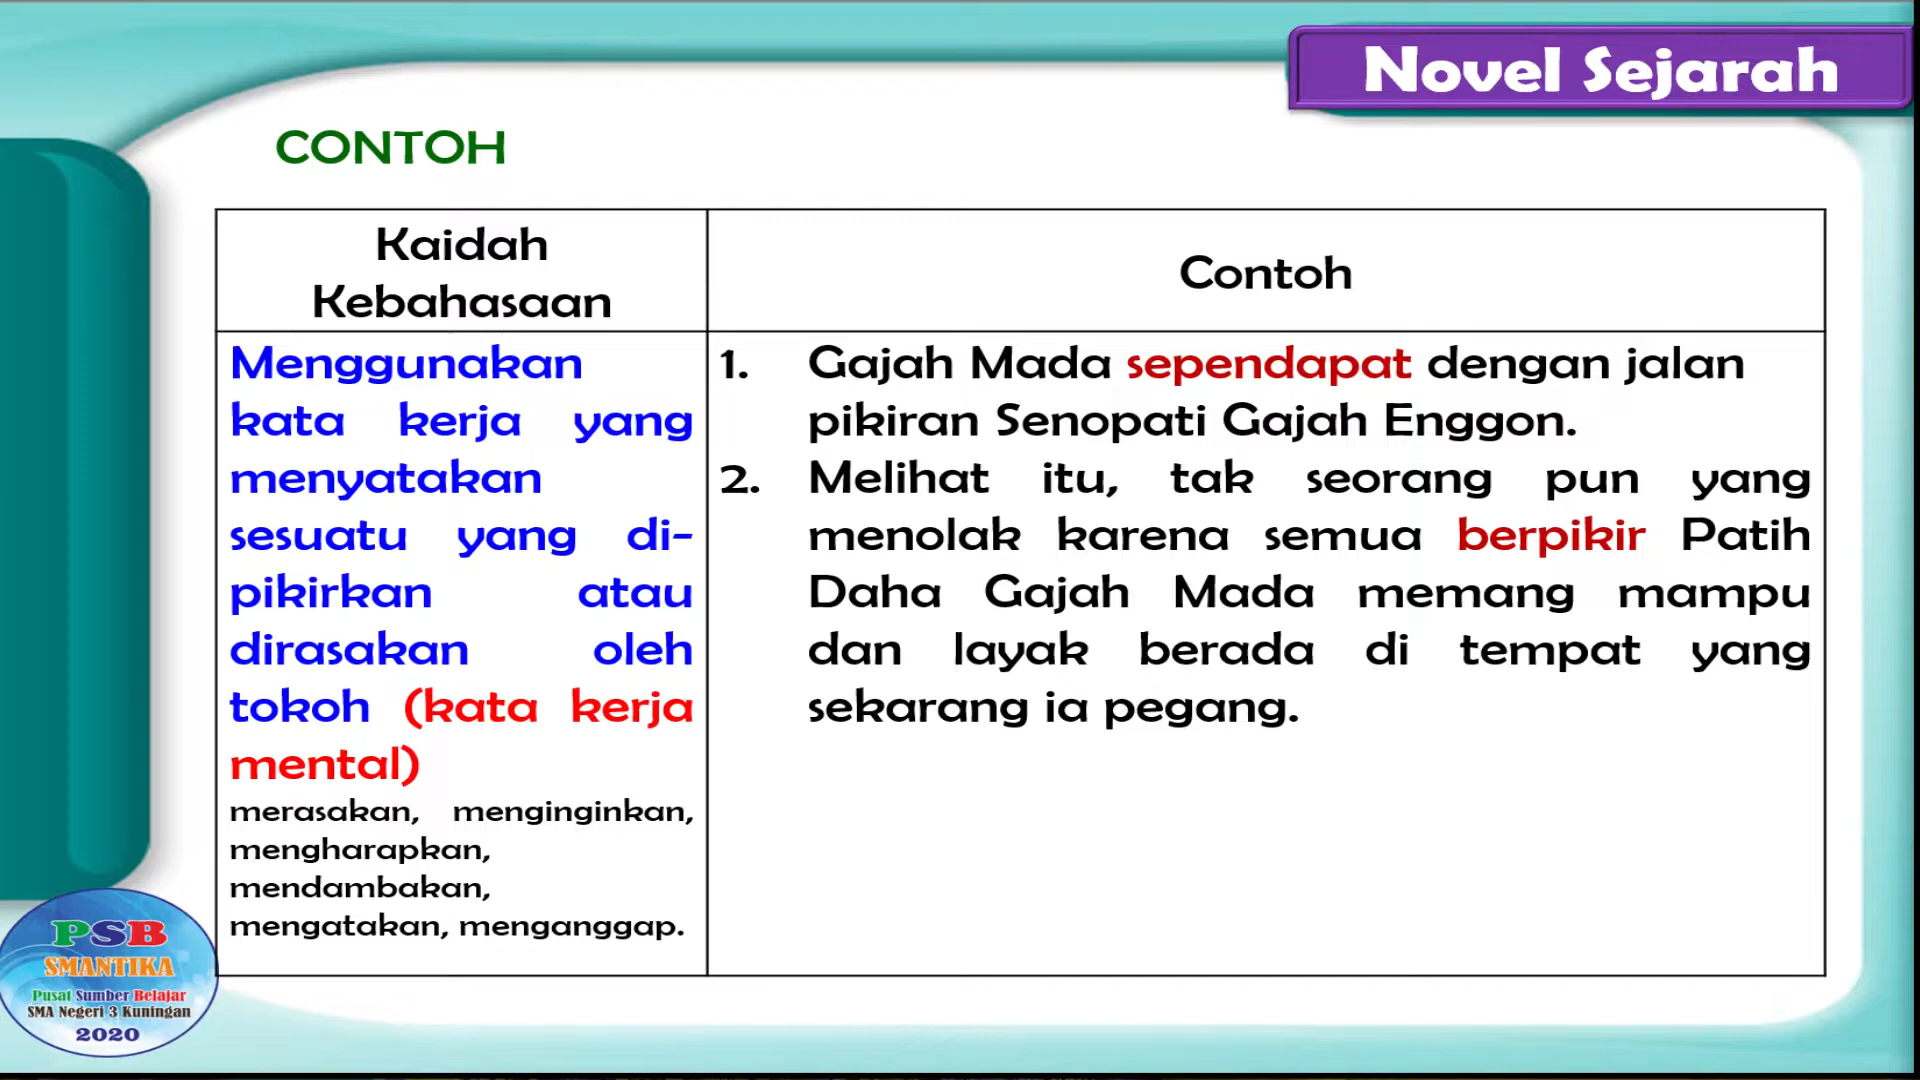 Novel Sejarah
CONTOH
Kaidah
Kebahasaan
Contoh
Menggunakan
kata kerja yang
menyatakan
sesuatu yang di-
pikirkan atau
dirasakan oleh
tokoh (kata kerja
mental)
merasakan, menginginkan,
mengharapkan,
mendambakan,
mengatakan, menganggap.
1. Gajah Mada sependapat dengan jalan
pikiran Senopati Gajah Enggon.
2. Melihat itu, tak seorang pun yang
menolak karena semua berpikir Patih
Daha Gajah Mada memang mampu
dan layak berada di tempat yang
sekarang ia pegang.
PSB
SMANTIKA
Pusat Sumber Belajar
SMA Negeri 3 Kuningan
2020